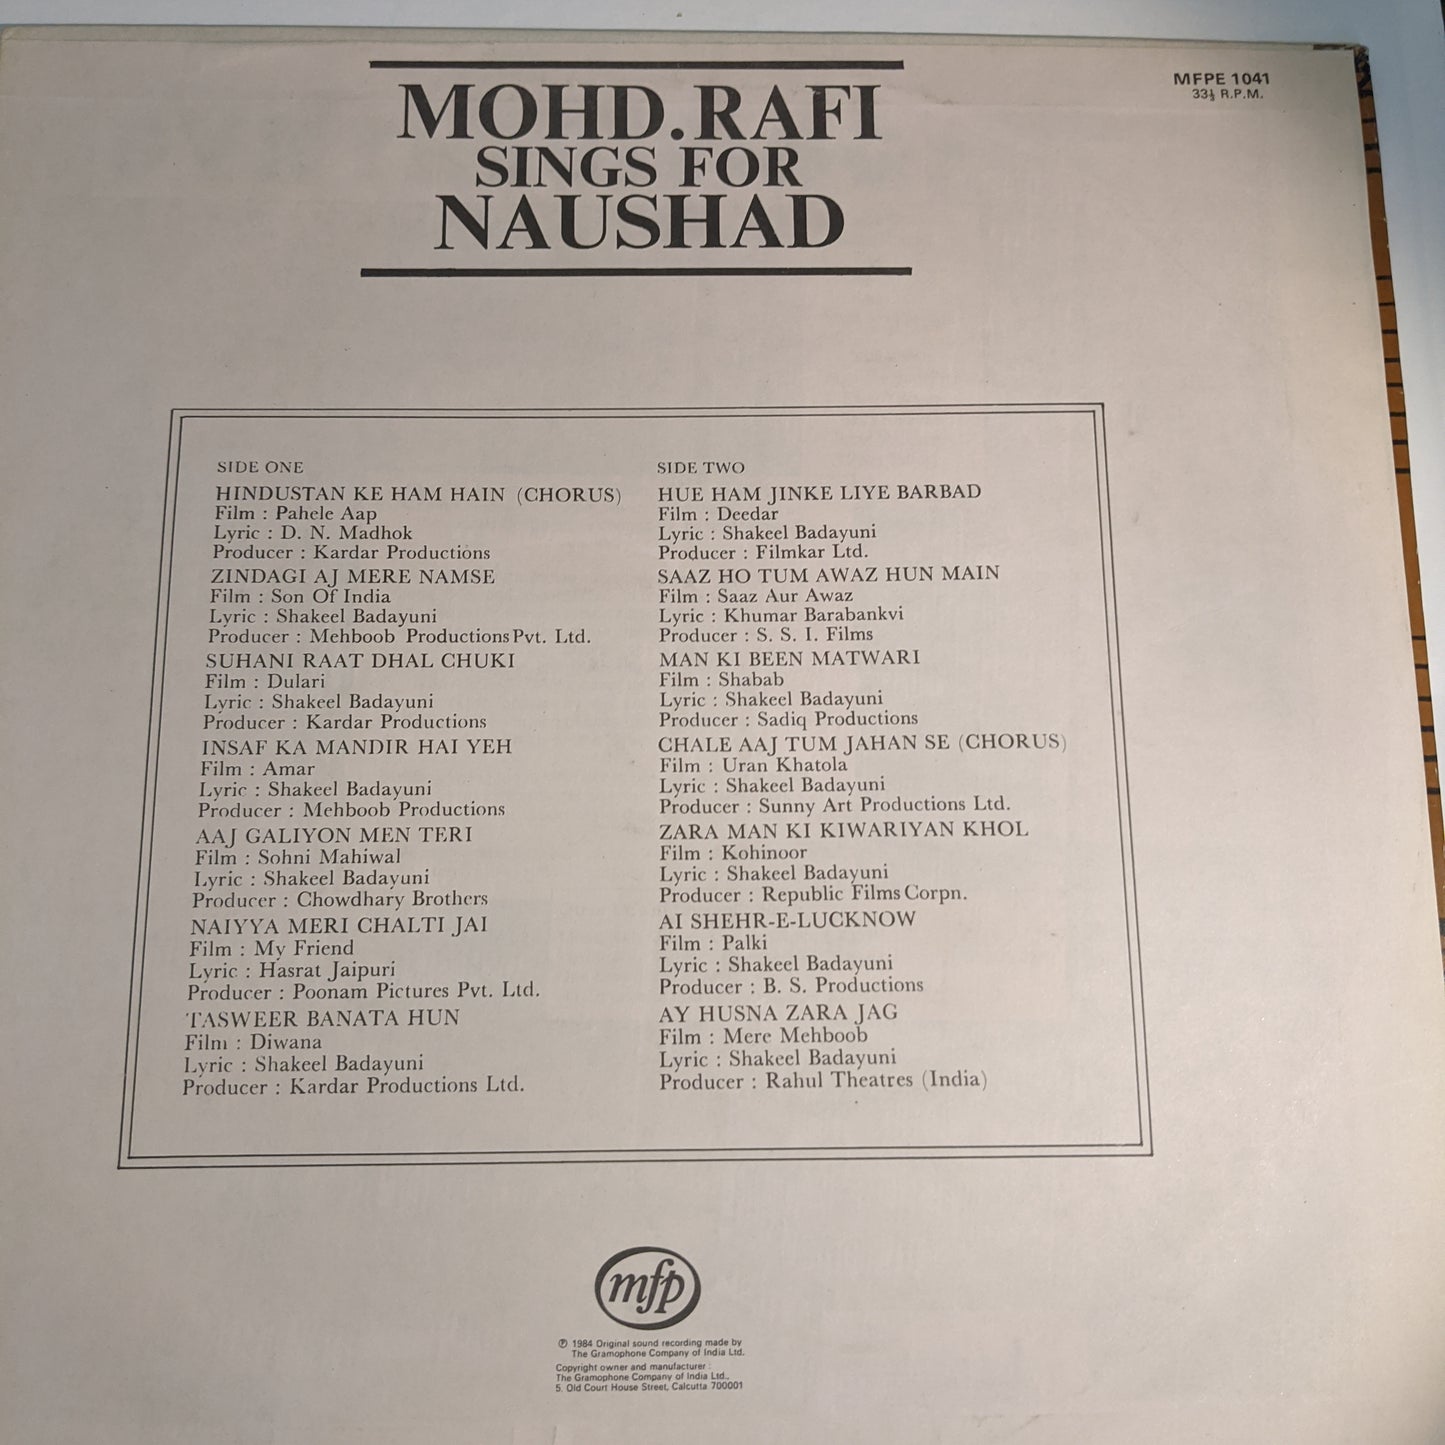 MFPE 1041
33⅓ R.P.M.
MOHD. RAFI
SINGS FOR
NAUSHAD
SIDE ONE
HINDUSTAN KE HAM HAIN (CHORUS)
Film : Pahele Aap
Lyric : D. N. Madhok
Producer : Kardar Productions
ZINDAGI AJ MERE NAMSE
Film : Son Of India
Lyric : Shakeel Badayuni
Producer : Mehboob Productions Pvt. Ltd.
SUHANI RAAT DHAL CHUKI
Film : Dulari
Lyric : Shakeel Badayuni
Producer : Kardar Productions
INSAF KA MANDIR HAI YEH
Film : Amar
Lyric : Shakeel Badayuni
Producer : Mehboob Productions
AAJ GALIYON MEN TERI
Film : Sohni Mahiwal
Lyric : Shakeel Badayuni
Producer : Chowdhary Brothers
NAIYYA MERI CHALTI JAI
Film : My Friend
Lyric : Hasrat Jaipuri
Producer : Poonam Pictures Pvt. Ltd.
TASWEER BANATA HUN
Film : Diwana
Lyric : Shakeel Badayuni
Producer : Kardar Productions Ltd.
SIDE TWO
HUE HAM JINKE LIYE BARBAD
Film : Deedar
Lyric : Shakeel Badayuni
Producer : Filmkar Ltd.
SAAZ HO TUM AWAZ HUN MAIN
Film : Saaz Aur Awaz
Lyric : Khumar Barabankvi
Producer : S. S. I. Films
MAN KI BEEN MATWARI
Film : Shabab
Lyric : Shakeel Badayuni
Producer : Sadiq Productions
CHALE AAJ TUM JAHAN SE (CHORUS)
Film : Uran Khatola
Lyric : Shakeel Badayuni
Producer : Sunny Art Productions Ltd.
ZARA MAN KI KIWARIYAN KHOL
Film : Kohinoor
Lyric : Shakeel Badayuni
Producer : Republic Films Corpn.
AI SHEHR-E-LUCKNOW
Film : Palki
Lyric : Shakeel Badayuni
Producer : B. S. Productions
AY HUSNA ZARA JAG
Film : Mere Mehboob
Lyric : Shakeel Badayuni
Producer : Rahul Theatres (India)
mfp
℗ 1984 Original sound recording made by
The Gramophone Company of India Ltd.
Copyright owner and manufacturer :
The Gramophone Company of India Ltd.,
5, Old Court House Street, Calcutta 700001